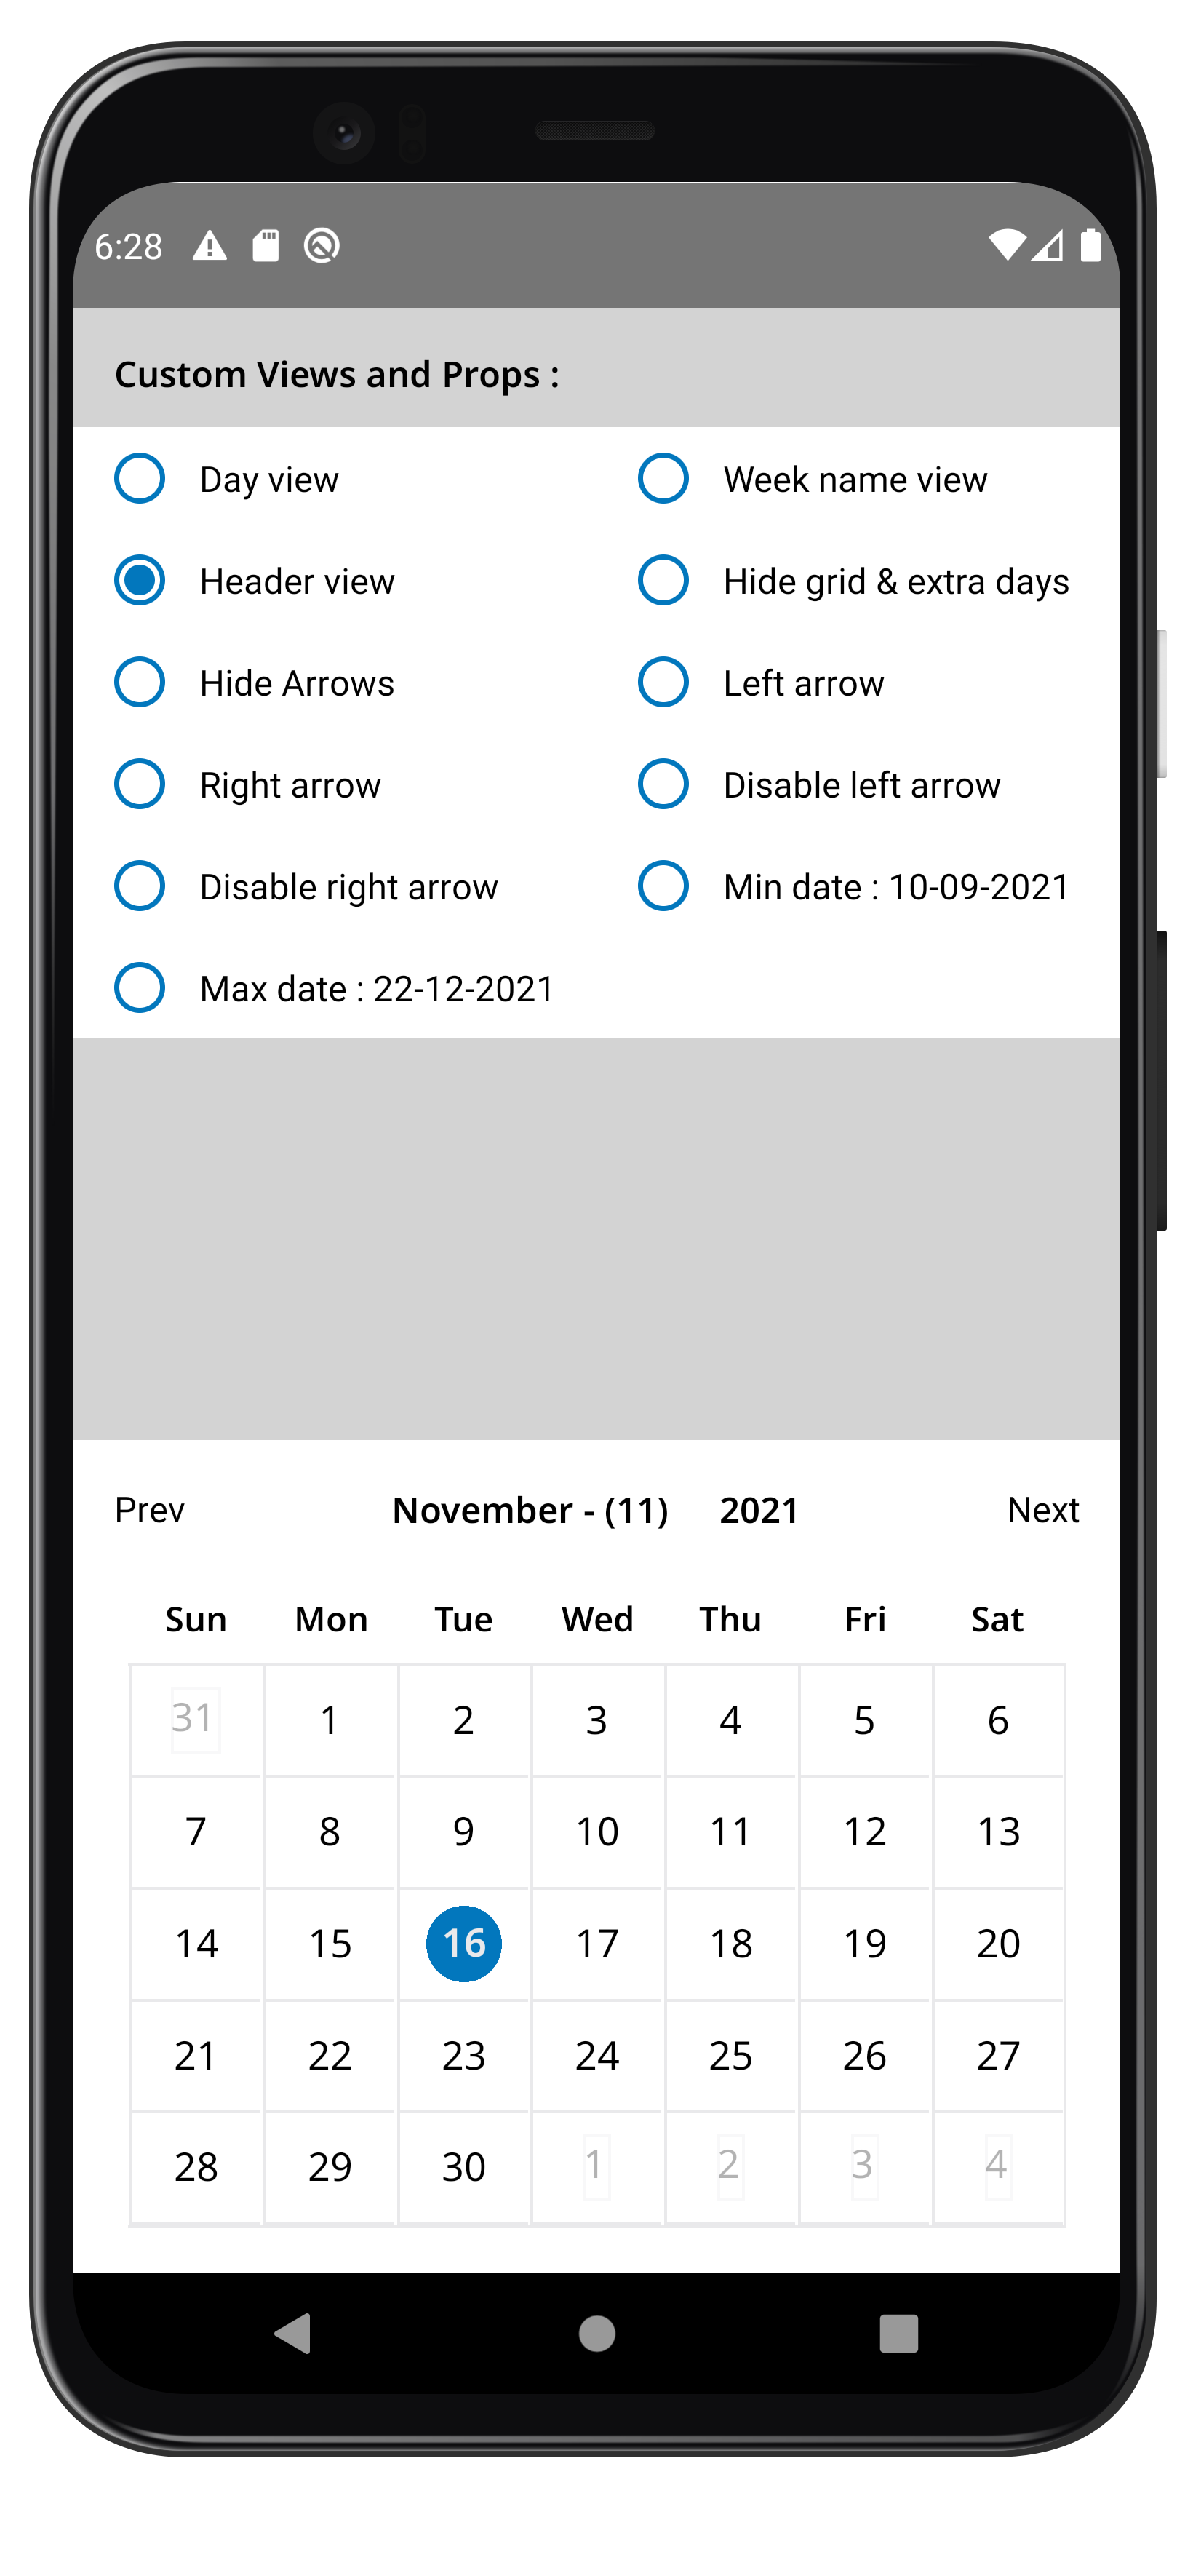 6:28
Custom Views and Props :
Day view Week name view
Header view Hide grid & extra days
Hide Arrows Left arrow
Right arrow Disable left arrow
Disable right arrow Min date : 10-09-2021
Max date : 22-12-2021
Prev November - (11) 2021 Next
Sun Mon Tue Wed Thu Fri Sat
31 1 2 3 4 5 6
7 8 9 10 11 12 13
14 15 16 17 18 19 20
21 22 23 24 25 26 27
28 29 30 1 2 3 4